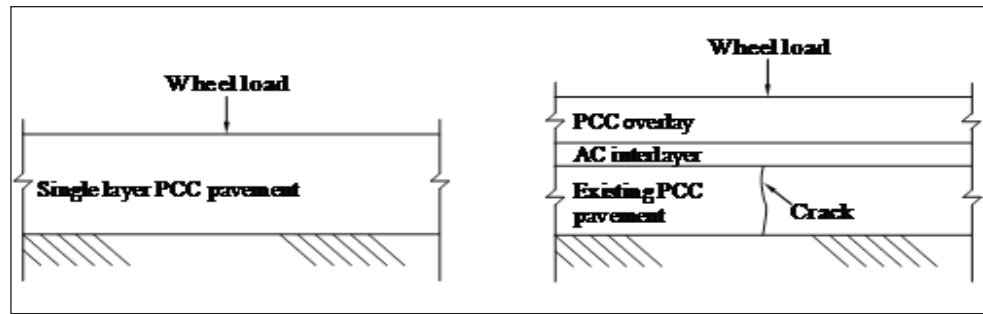 Wheel load
Single layer PCC pavement
Wheel load
PCC overlay
AC interlayer
Existing PCC
pavement
Crack